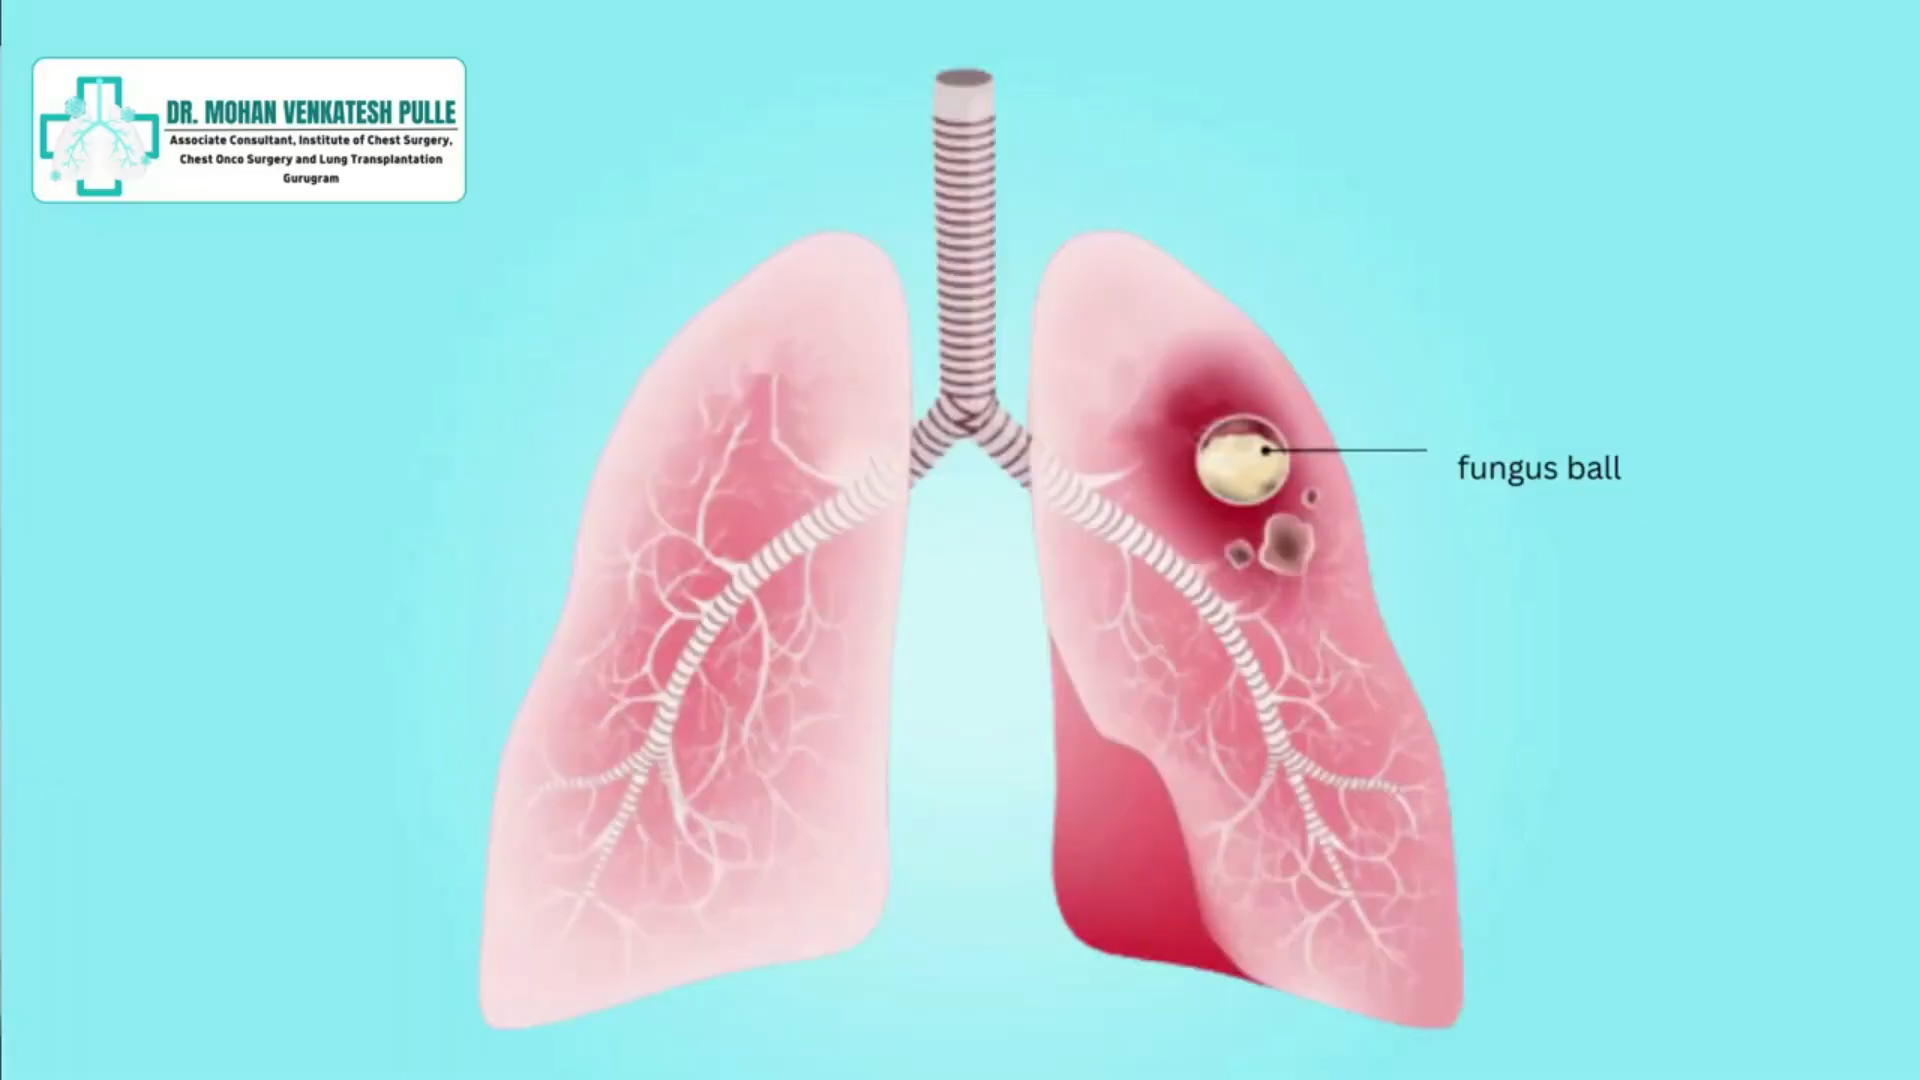 DR. MOHAN VENKATESH PULLE
Associate Consultant, Institute of Chest Surgery,
Chest Onco Surgery and Lung Transplantation
Gurugram
fungus ball